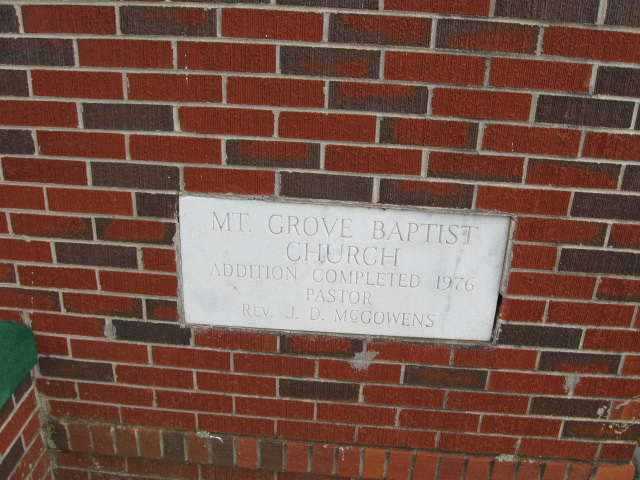 MT. GROVE BAPTIST
CHURCH
ADDITION COMPLETED 1976
PASTOR
REV. J. D. MCGOWENS